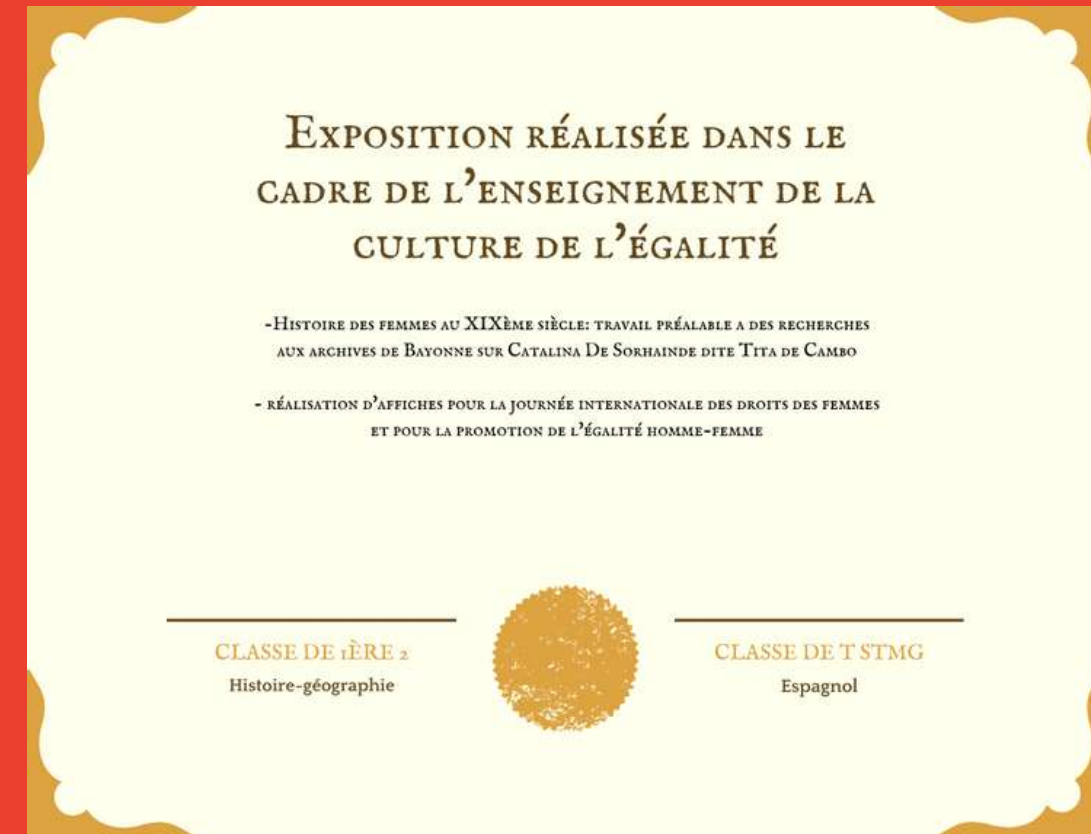 Exposition réalisée dans le
cadre de l'enseignement de la
culture de l'égalité
-Histoire des femmes au XIXème siècle: travail préalable a des recherches
aux archives de Bayonne sur Catalina De Sorhainde dite Tita de Cambo
- réalisation d'affiches pour la journée internationale des droits des femmes
et pour la promotion de l'égalité homme-femme
CLASSE DE 1ÈRE 2
Histoire-géographie
CLASSE DE T STMG
Espagnol